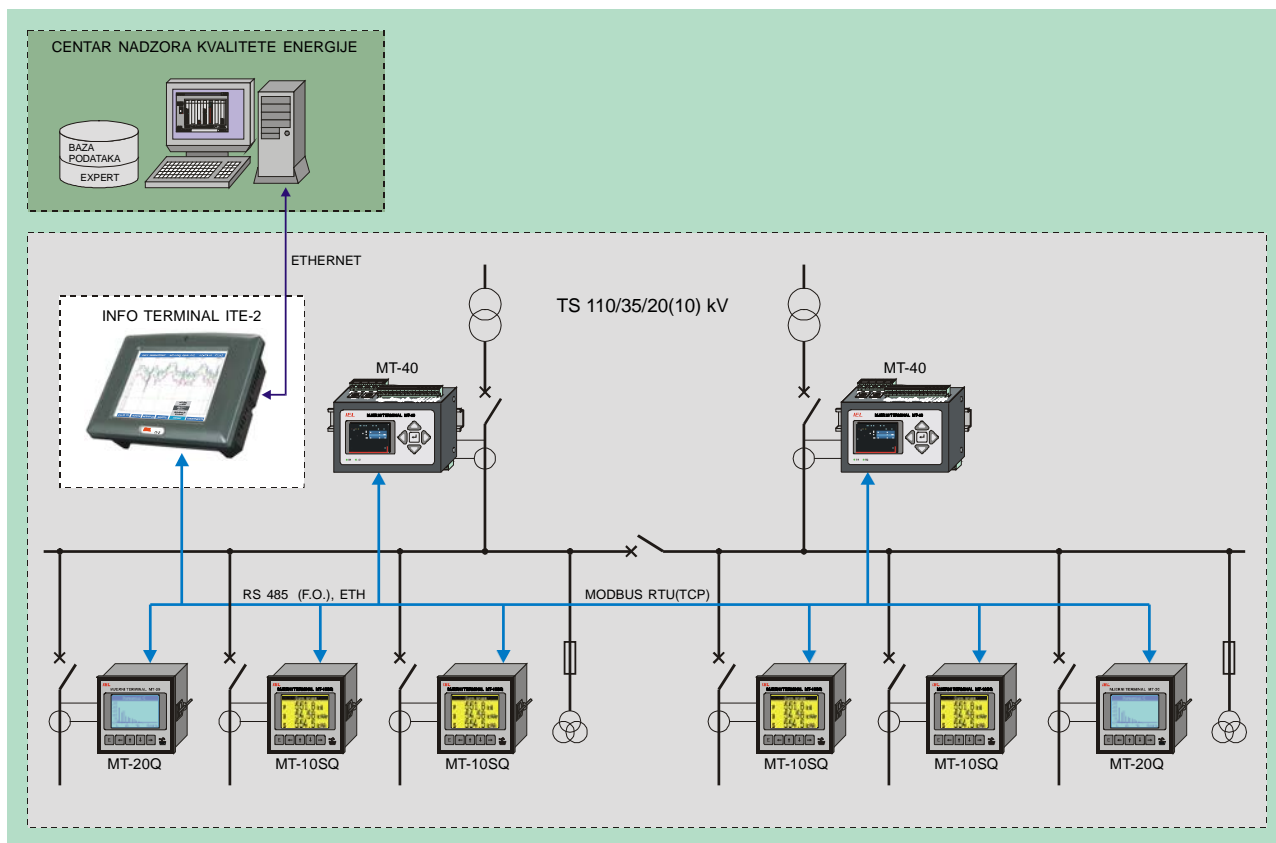 CENTAR NADZORA KVALITETE ENERGIJE
BAZA
PODATAKA
EXPERT
ETHERNET
INFO TERMINAL ITE-2
TS 110/35/20(10) kV
MT-40
MT-40
RS 485 (F.O.), ETH
MODBUS RTU(TCP)
MT-20Q
MT-10SQ
MT-10SQ
MT-10SQ
MT-10SQ
MT-20Q